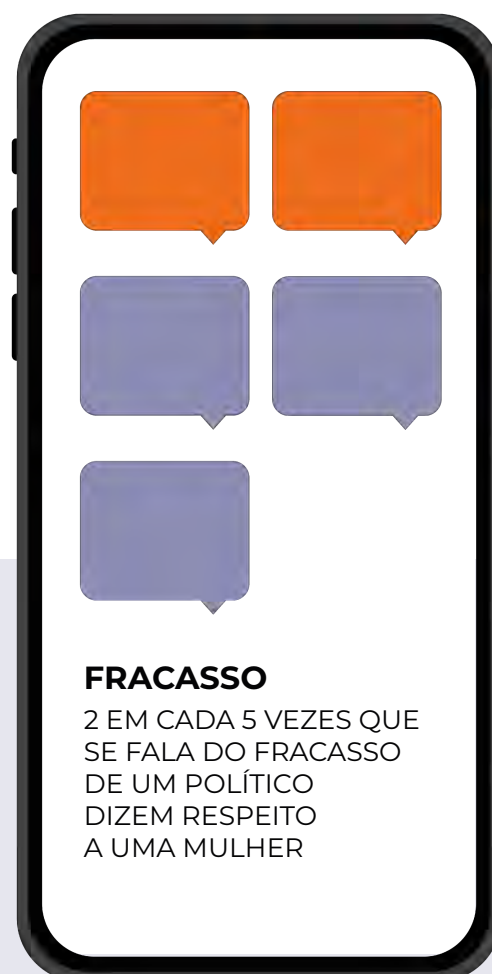 FRACASSO
2 EM CADA 5 VEZES QUE
SE FALA DO FRACASSO
DE UM POLÍTICO
DIZEM RESPEITO
A UMA MULHER